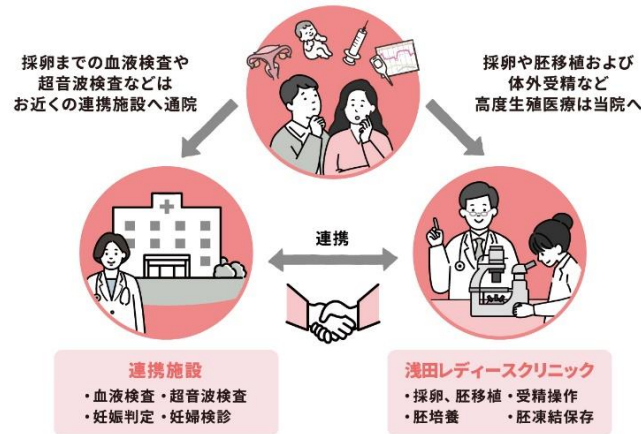 採卵までの血液検査や
超音波検査などは
お近くの連携施設へ通院
採卵や胚移植および
体外受精など
高度生殖医療は当院へ
連携
連携施設
・血液検査・超音波検査
・妊娠判定・妊婦検診
浅田レディースクリニック
・採卵、胚移植・受精操作
・胚培養 ・胚凍結保存